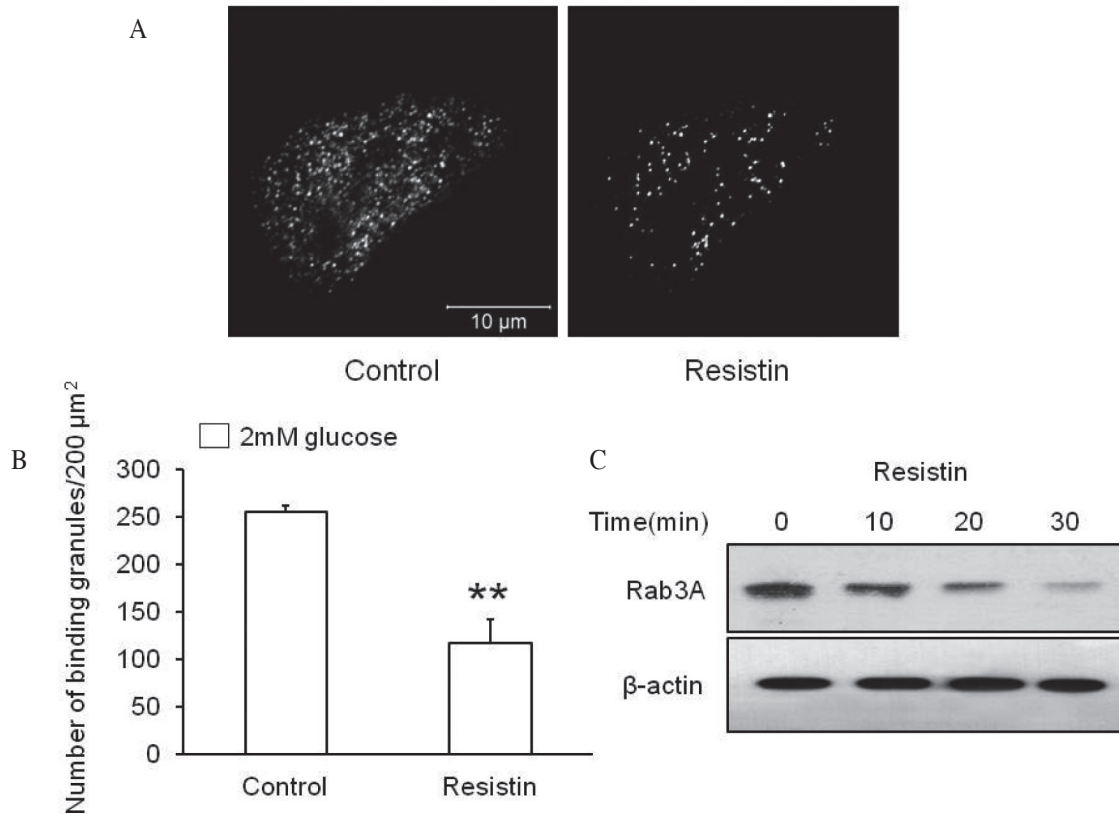 A
10 µm
Control
Resistin
B
Number of binding granules/200 µm²
2mM glucose
300
250
200
150
100
50
0
**
Control
Resistin
C
Resistin
Time(min) 0 10 20 30
Rab3A
β-actin